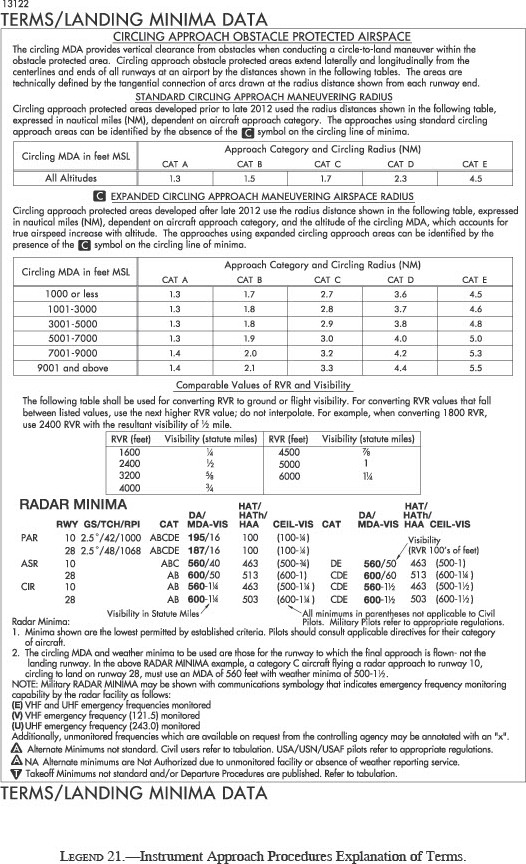 13122
TERMS/LANDING MINIMA DATA
CIRCLING APPROACH OBSTACLE PROTECTED AIRSPACE
The circling MDA provides vertical clearance from obstacles when conducting a circle-to-land maneuver within the
obstacle protected area. Circling approach obstacle protected areas extend laterally and longitudinally from the
centerlines and ends of all runways at an airport by the distances shown in the following tables. The areas are
technically defined by the tangential connection of arcs drawn at the radius distance shown from each runway end.
STANDARD CIRCLING APPROACH MANEUVERING RADIUS
Circling approach protected areas developed prior to late 2012 used the radius distances shown in the following table,
expressed in nautical miles (NM), dependent on aircraft approach category. The approaches using standard circling
approach areas can be identified by the absence of the C symbol on the circling line of minima.
Circling MDA in feet MSL Approach Category and Circling Radius (NM)
CAT A CAT B CAT C CAT D CAT E
All Altitudes 1.3 1.5 1.7 2.3 4.5
C EXPANDED CIRCLING APPROACH MANEUVERING AIRSPACE RADIUS
Circling approach protected areas developed after late 2012 use the radius distance shown in the following table, expressed
in nautical miles (NM), dependent on aircraft approach category, and the altitude of the circling MDA, which accounts for
true airspeed increase with altitude. The approaches using expanded circling approach areas can be identified by the
presence of the C symbol on the circling line of minima.
Circling MDA in feet MSL Approach Category and Circling Radius (NM)
CAT A CAT B CAT C CAT D CAT E
1000 or less 1.3 1.7 2.7 3.6 4.5
1001-3000 1.3 1.8 2.8 3.7 4.6
3001-5000 1.3 1.8 2.9 3.8 4.8
5001-7000 1.3 1.9 3.0 4.0 5.0
7001-9000 1.4 2.0 3.2 4.2 5.3
9001 and above 1.4 2.1 3.3 4.4 5.5
Comparable Values of RVR and Visibility
The following table shall be used for converting RVR to ground or flight visibility. For converting RVR values that fall
between listed values, use the next higher RVR value; do not interpolate. For example, when converting 1800 RVR,
use 2400 RVR with the resultant visibility of ½ mile.
RVR (feet) Visibility (statute miles) RVR (feet) Visibility (statute miles)
1600 ¼ 4500 ⅞
2400 ½ 5000 1
3200 ⅝ 6000 1¼
4000 ¾
RADAR MINIMA
HAT/ HAT/
DA/ HATh/ DA/ HATh/
RWY GS/TCH/RPI CAT MDA-VIS HAA CEIL-VIS CAT MDA-VIS HAA CEIL-VIS
PAR 10 2.5°/42/1000 ABCDE 195/16 100 (100-¼) Visibility
28 2.5°/48/1068 ABCDE 187/16 100 (100-¼) (RVR 100's of feet)
ASR 10 ABC 560/40 463 (500-¾) DE 560/50 463 (500-1)
28 AB 600/50 513 (600-1) CDE 600/60 513 (600-1¼)
CIR 10 AB 560-1¼ 463 (500-1¼) CDE 560-1½ 463 (500-1½)
28 AB 600-1¼ 503 (600-1¼) CDE 600-1½ 503 (600-1½)
Visibility in Statute Miles All minimums in parentheses not applicable to Civil
Radar Minima: Pilots. Military Pilots refer to appropriate regulations.
1. Minima shown are the lowest permitted by established criteria. Pilots should consult applicable directives for their category
of aircraft.
2. The circling MDA and weather minima to be used are those for the runway to which the final approach is flown- not the
landing runway. In the above RADAR MINIMA example, a category C aircraft flying a radar approach to runway 10,
circling to land on runway 28, must use an MDA of 560 feet with weather minima of 500-1½.
NOTE: Military RADAR MINIMA may be shown with communications symbology that indicates emergency frequency monitoring
capability by the radar facility as follows:
(E) VHF and UHF emergency frequencies monitored
(V) VHF emergency frequency (121.5) monitored
(U) UHF emergency frequency (243.0) monitored
Additionally, unmonitored frequencies which are available on request from the controlling agency may be annotated with an "x".
A Alternate Minimums not standard. Civil users refer to tabulation. USA/USN/USAF pilots refer to appropriate regulations.
A NA Alternate minimums are Not Authorized due to unmonitored facility or absence of weather reporting service.
T Takeoff Minimums not standard and/or Departure Procedures are published. Refer to tabulation.
TERMS/LANDING MINIMA DATA
LEGEND 21.—Instrument Approach Procedures Explanation of Terms.